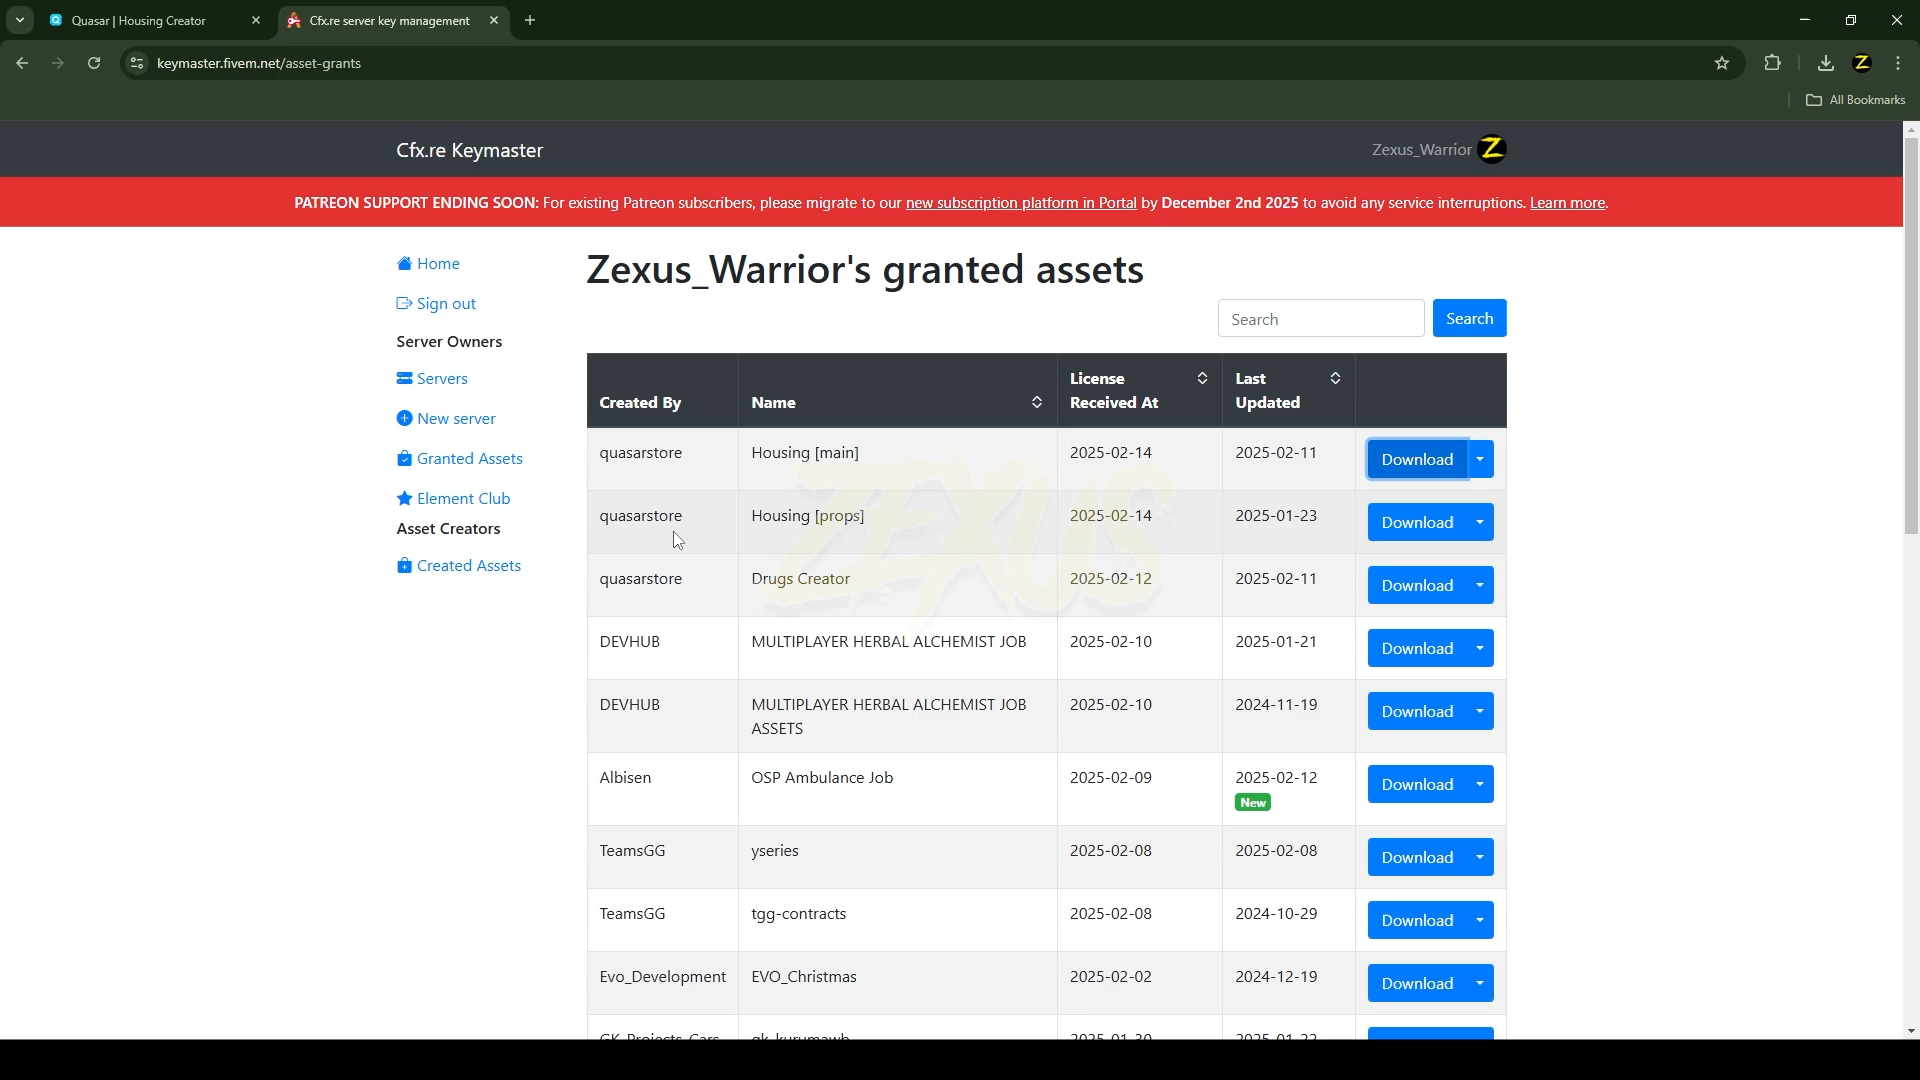 Quasar | Housing Creator
Cfx.re server key management
keymaster.fivem.net/asset-grants
All Bookmarks
Cfx.re Keymaster
Zexus_Warrior
PATREON SUPPORT ENDING SOON: For existing Patreon subscribers, please migrate to our new subscription platform in Portal by December 2nd 2025 to avoid any service interruptions. Learn more.
Home
Sign out
Server Owners
Servers
New server
Granted Assets
Element Club
Asset Creators
Created Assets
Zexus_Warrior's granted assets
Search Search
Created By Name License Received At Last Updated
quasarstore Housing [main] 2025-02-14 2025-02-11 Download
quasarstore Housing [props] 2025-02-14 2025-01-23 Download
quasarstore Drugs Creator 2025-02-12 2025-02-11 Download
DEVHUB MULTIPLAYER HERBAL ALCHEMIST JOB 2025-02-10 2025-01-21 Download
DEVHUB MULTIPLAYER HERBAL ALCHEMIST JOB ASSETS 2025-02-10 2024-11-19 Download
Albisen OSP Ambulance Job 2025-02-09 2025-02-12 New Download
TeamsGG yseries 2025-02-08 2025-02-08 Download
TeamsGG tgg-contracts 2025-02-08 2024-10-29 Download
Evo_Development EVO_Christmas 2025-02-02 2024-12-19 Download
ZEXUS